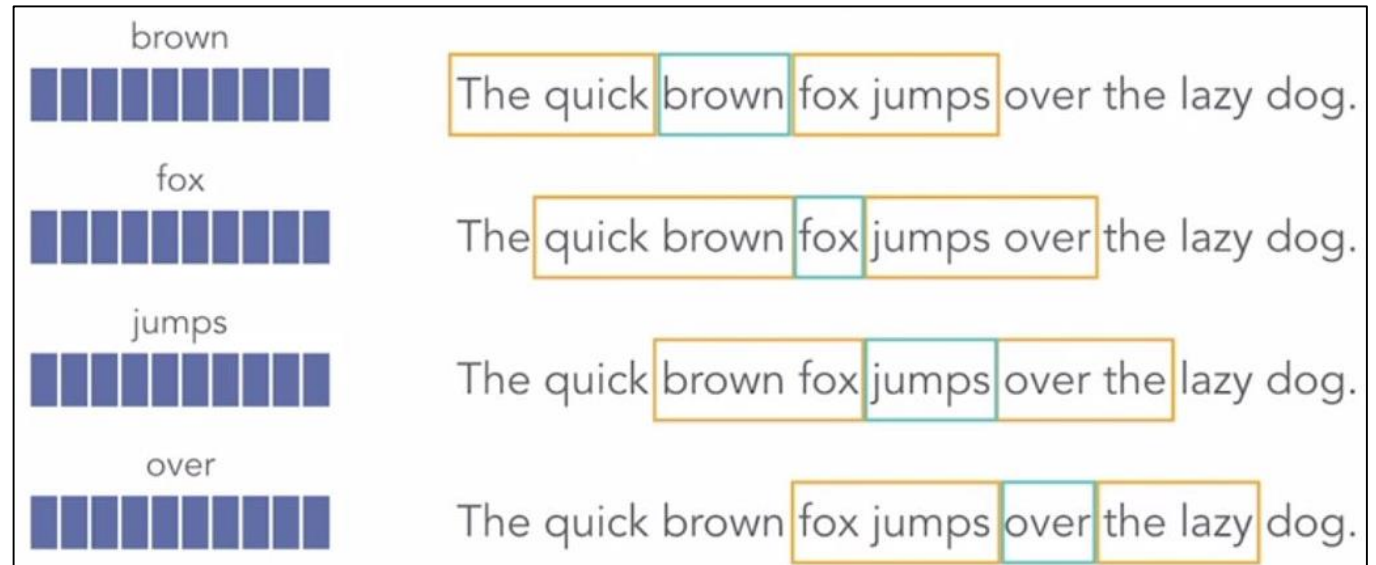 brown
The quick brown fox jumps over the lazy dog.
fox
The quick brown fox jumps over the lazy dog.
jumps
The quick brown fox jumps over the lazy dog.
over
The quick brown fox jumps over the lazy dog.